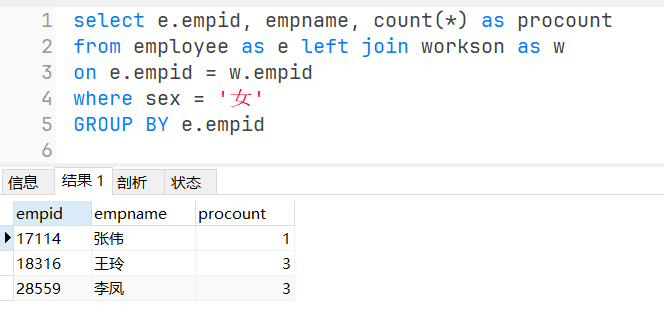 1 select e.empid, empname, count(*) as procount
2 from employee as e left join workson as w
3 on e.empid = w.empid
4 where sex = '女'
5 GROUP BY e.empid
6
信息 结果 1 剖析 状态
empid empname procount
17114 张伟 1
18316 王玲 3
28559 李凤 3